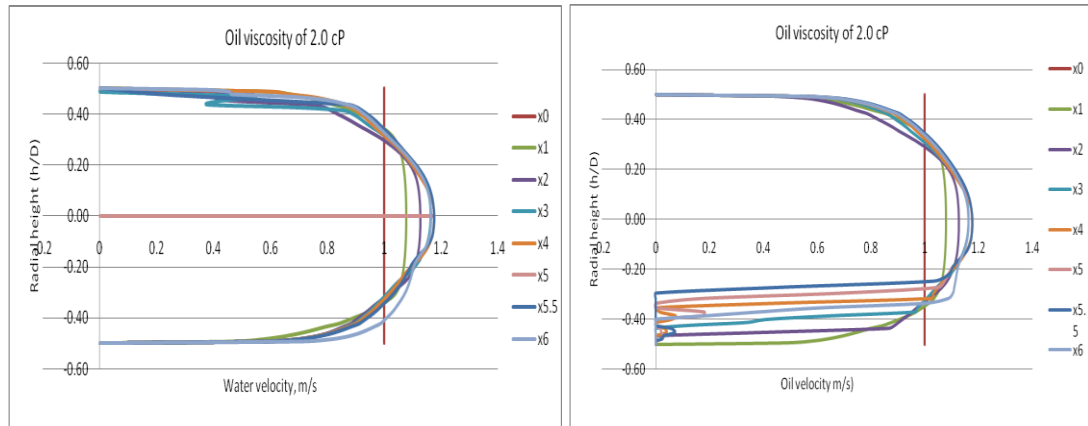 Oil viscosity of 2.0 cP
Radial height (h/D)
0.60
0.40
0.20
0.00
-0.20
-0.40
-0.60
0.2 0 0.2 0.4 0.6 0.8 1 1.2 1.4
Water velocity, m/s
x0
x1
x2
x3
x4
x5
x5.5
x6
Oil viscosity of 2.0 cP
Radial height (h/D)
0.60
0.40
0.20
0.00
-0.20
-0.40
-0.60
0.2 0 0.2 0.4 0.6 0.8 1 1.2 1.4
Oil velocity m/s)
x0
x1
x2
x3
x4
x5
x5.
5
x6